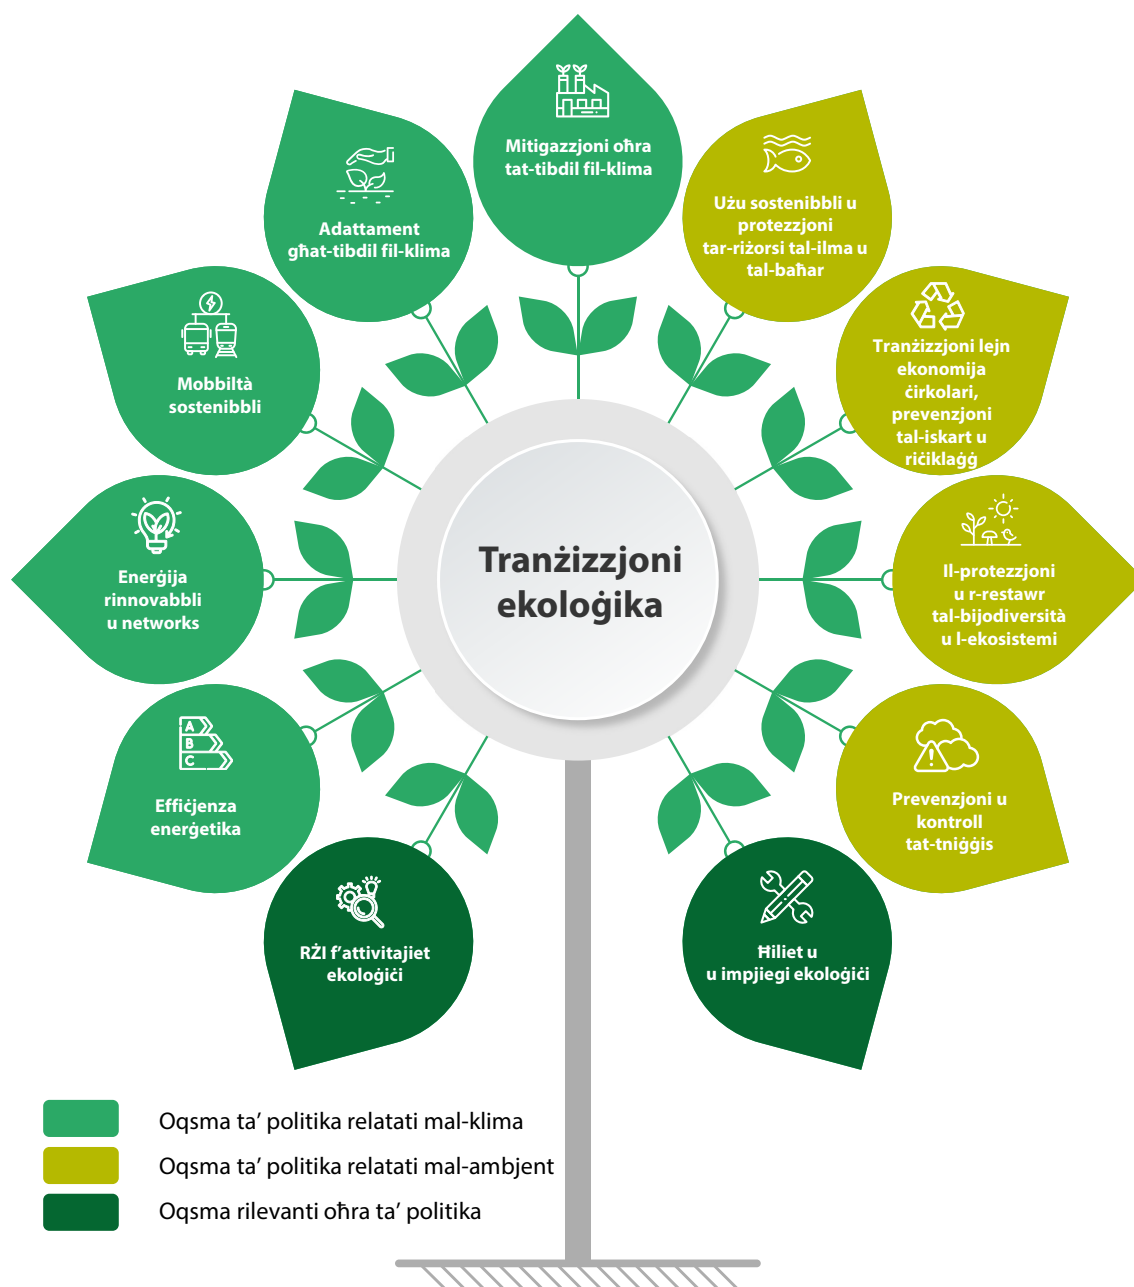 Mitigazzjoni oħra
tat-tibdil fil-klima
Użu sostenibbli u
protezzjoni
tar-riżorsi tal-ilma u
tal-baħar
Tranżizzjoni lejn
ekonomija
ċirkolari,
prevenzjoni
tal-iskart u
riċiklaġġ
Il-protezzjoni
u r-restawr
tal-bijodiversità
u l-ekosistemi
Prevenzjoni u
kontroll
tat-tniġġis
Ħiliet u
u impjiegi ekoloġiċi
RŻI f'attivitajiet
ekoloġiċi
A
B
C
Effiċjenza
enerġetika
Enerġija
rinnovabbli
u networks
Mobbiltà
sostenibbli
Adattament
għat-tibdil fil-klima
Tranżizzjoni
ekoloġika
Oqsma ta' politika relatati mal-klima
Oqsma ta' politika relatati mal-ambjent
Oqsma rilevanti oħra ta' politika